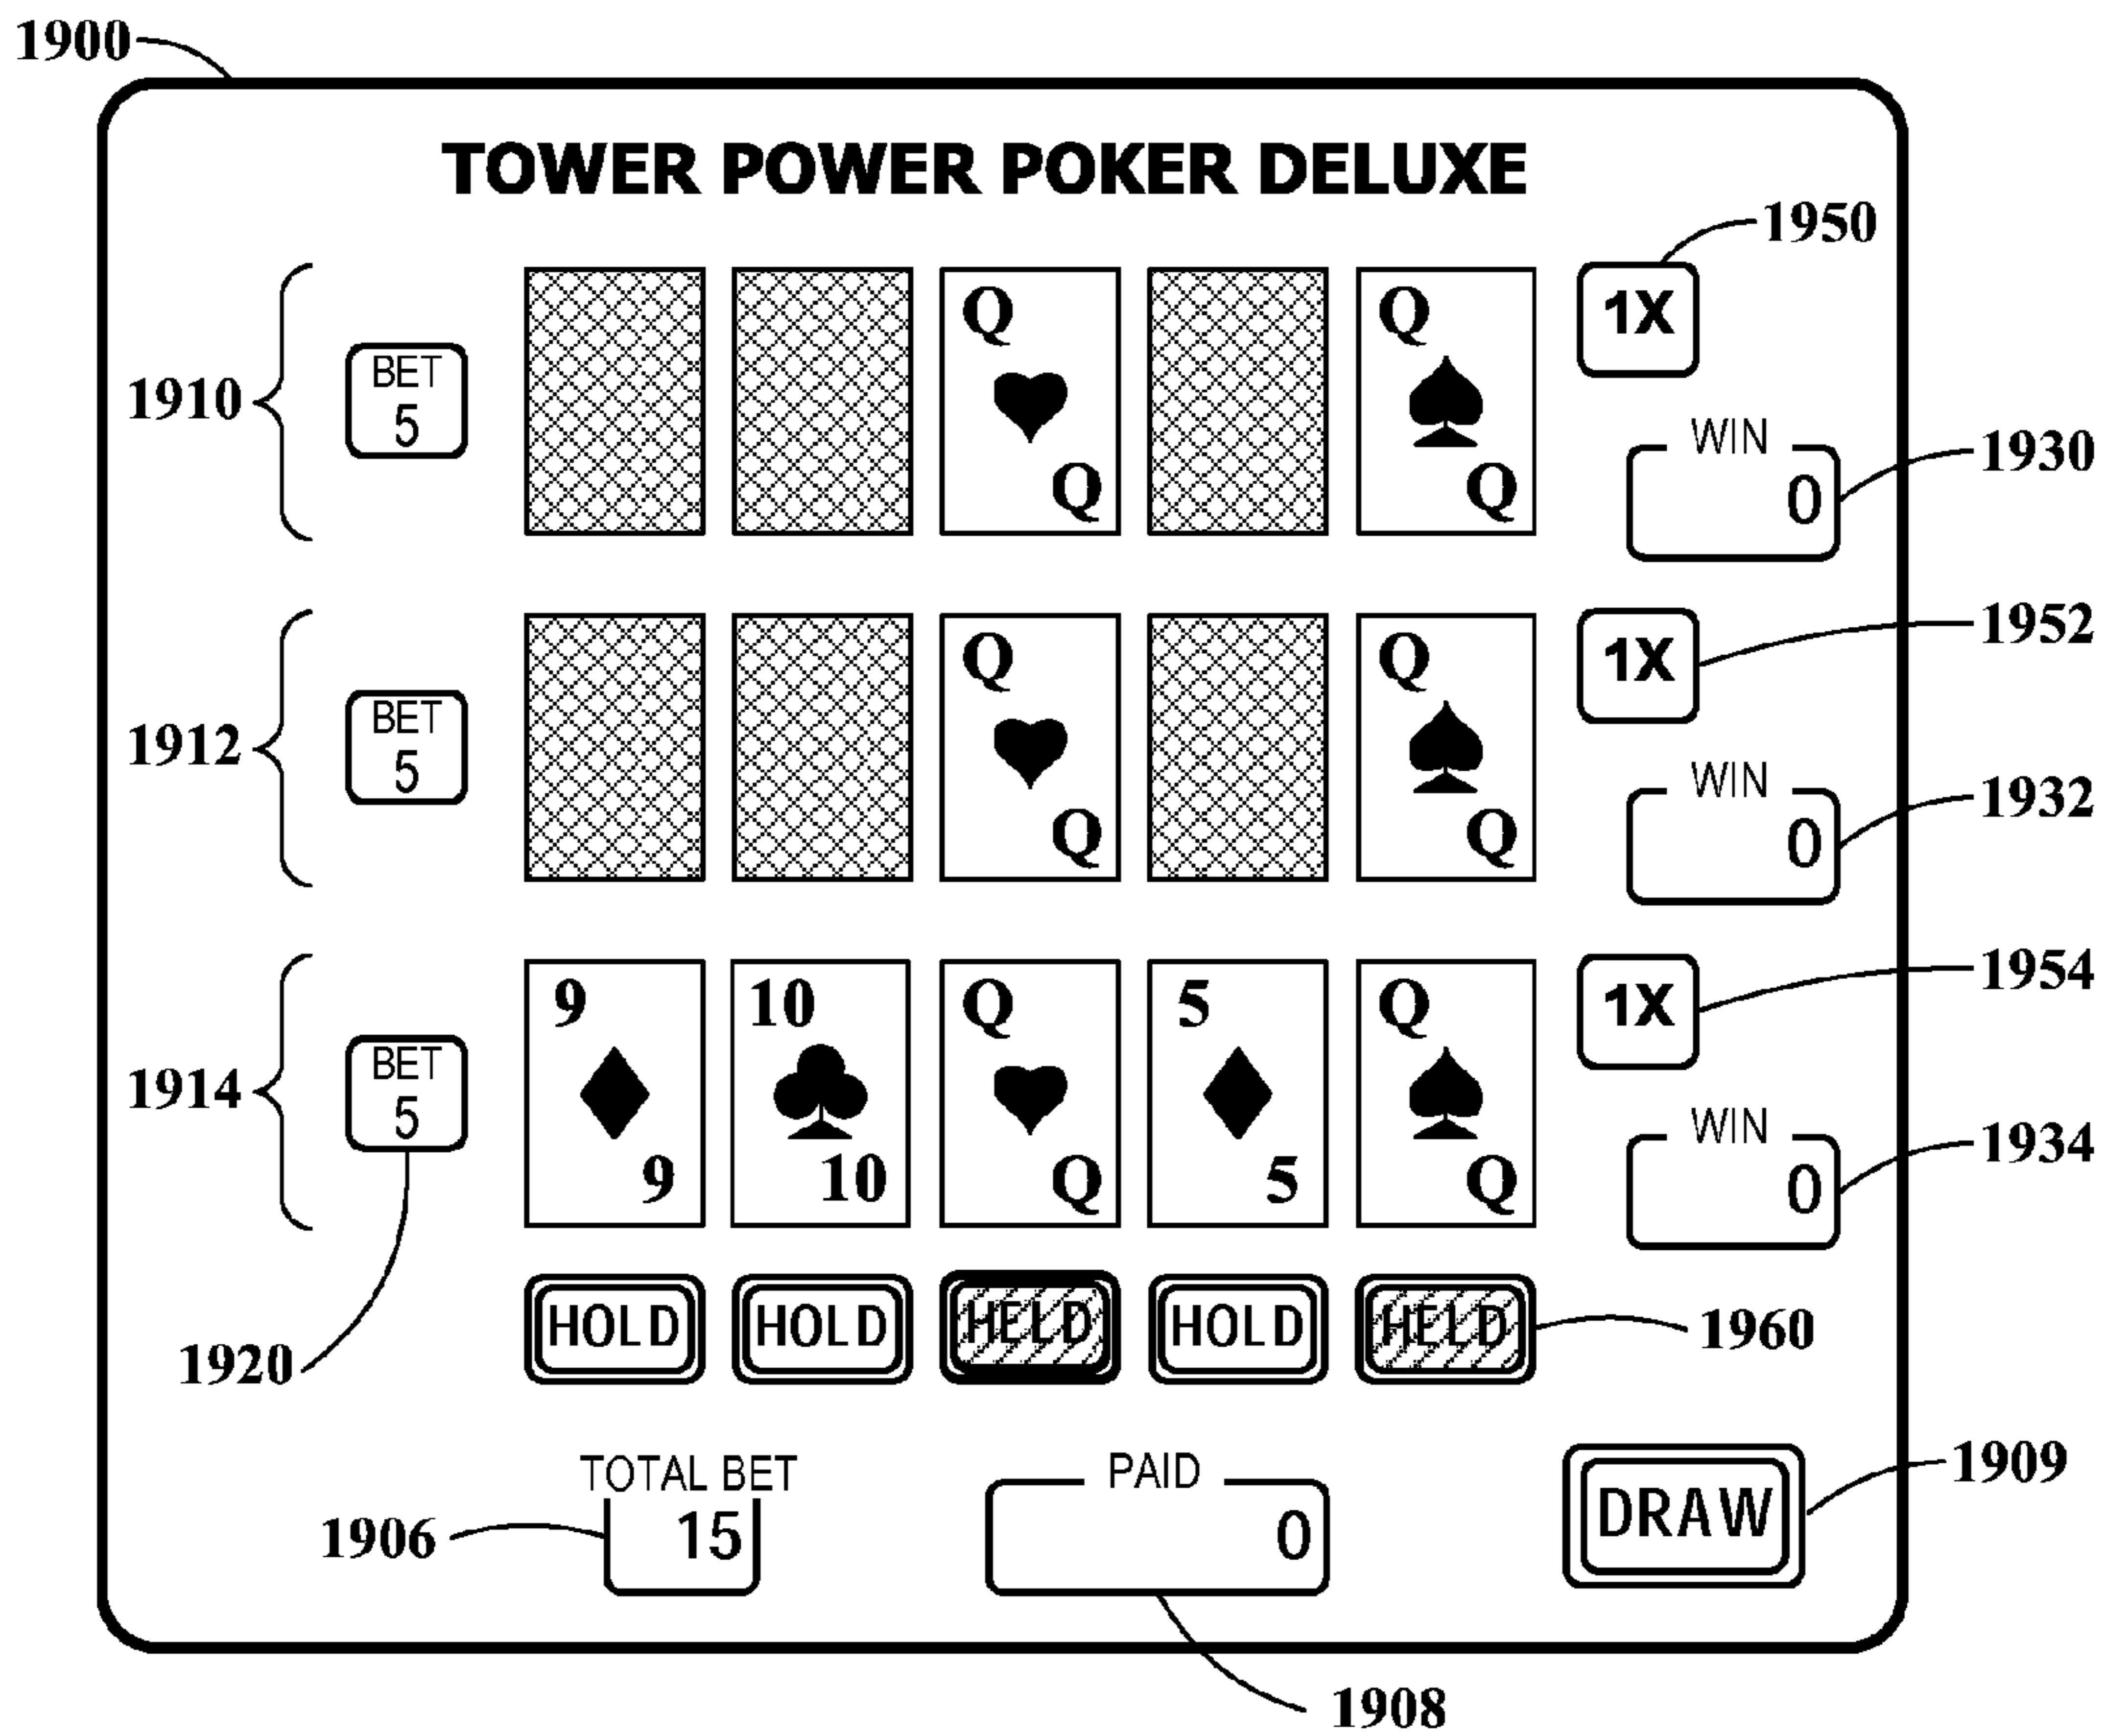 1900
TOWER POWER POKER DELUXE
1950
Q Q 1X
1910 BET
5
WIN
0 1930
Q Q
Q Q 1X 1952
1912 BET
5
WIN
0 1932
Q Q
9 10 Q 5 Q 1X 1954
1914 BET
5
WIN
0 1934
9 10 Q 5 Q
HOLD HOLD HELD HOLD HELD 1960
1920
TOTAL BET PAID
1906 15 0 DRAW 1909
1908